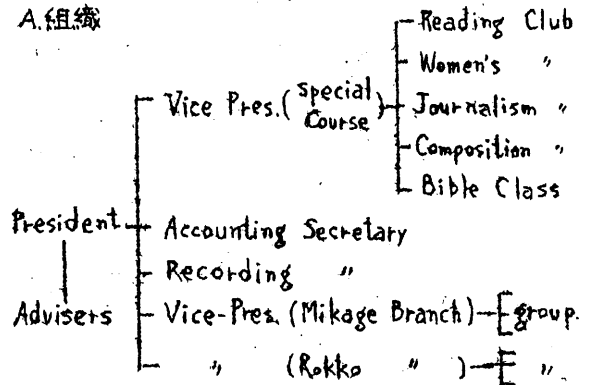 A.組織
Reading Club
Women's 〃
Vice Pres. (Special Course)
Journalism 〃
Composition 〃
Bible Class
President
Accounting Secretary
Recording 〃
Advisers
Vice-Pres. (Mikage Branch)
group.
〃 (Rokko 〃 )
〃